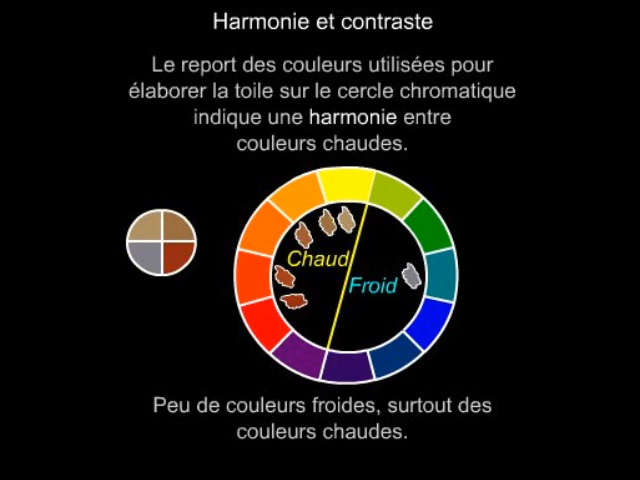 Harmonie et contraste
Le report des couleurs utilisées pour
élaborer la toile sur le cercle chromatique
indique une harmonie entre
couleurs chaudes.
Chaud
Froid
Peu de couleurs froides, surtout des
couleurs chaudes.